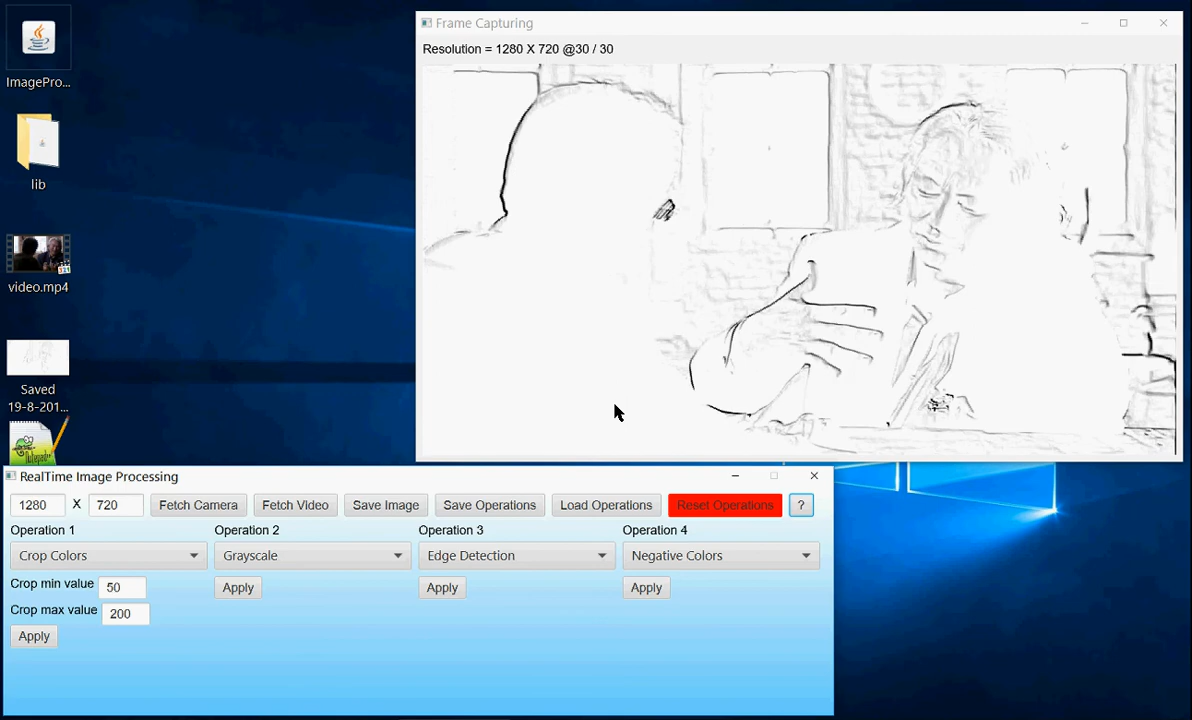 ImagePro...
lib
video.mp4
Saved
19-8-201...
Frame Capturing
Resolution = 1280 X 720 @30 / 30
RealTime Image Processing
1280 X 720 Fetch Camera Fetch Video Save Image Save Operations Load Operations Reset Operations ?
Operation 1 Operation 2 Operation 3 Operation 4
Crop Colors Grayscale Edge Detection Negative Colors
Crop min value 50 Apply Apply Apply
Crop max value 200
Apply